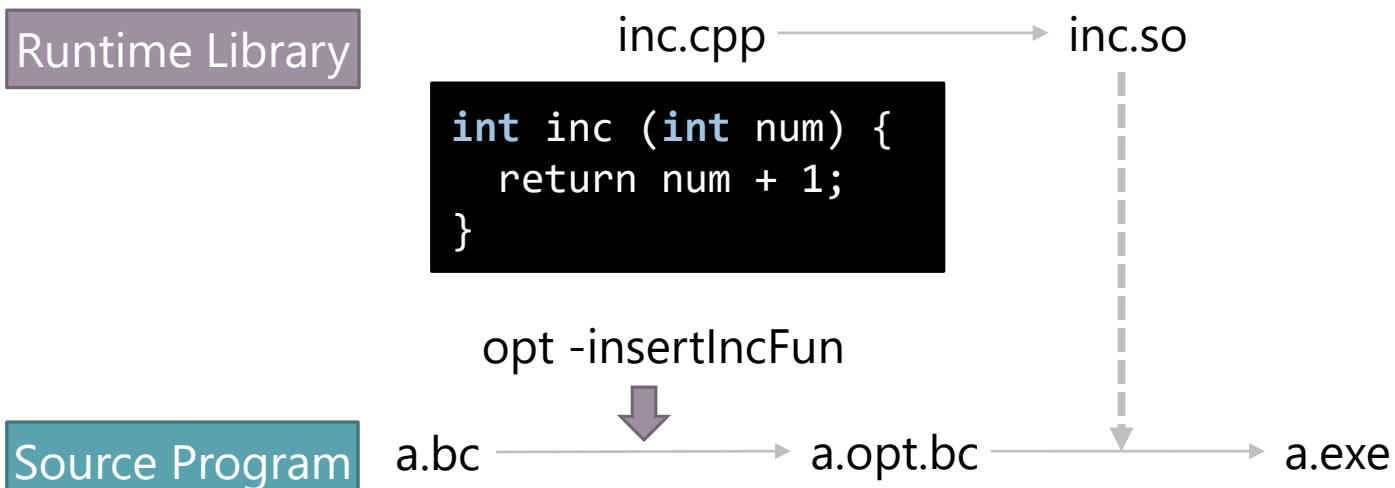 Runtime Library
inc.cpp
inc.so
int inc (int num) {
  return num + 1;
}
opt -insertIncFun
Source Program
a.bc
a.opt.bc
a.exe